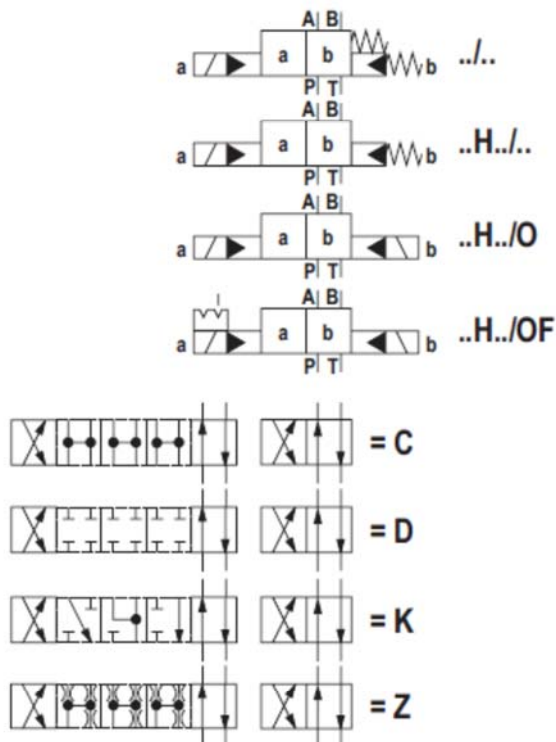 A B
a a b b ../..
P T
A B
a a b b ..H../..
P T
A B
a a b b ..H../O
P T
A B
a a b b ..H../OF
P T
= C
= D
= K
= Z